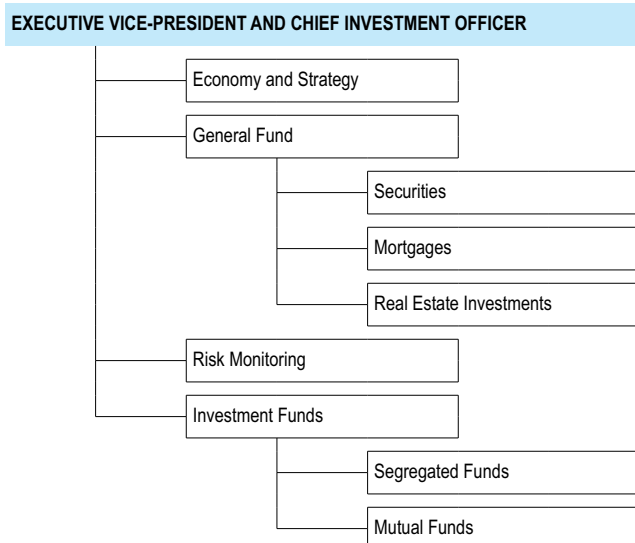 EXECUTIVE VICE-PRESIDENT AND CHIEF INVESTMENT OFFICER
Economy and Strategy
General Fund
Securities
Mortgages
Real Estate Investments
Risk Monitoring
Investment Funds
Segregated Funds
Mutual Funds